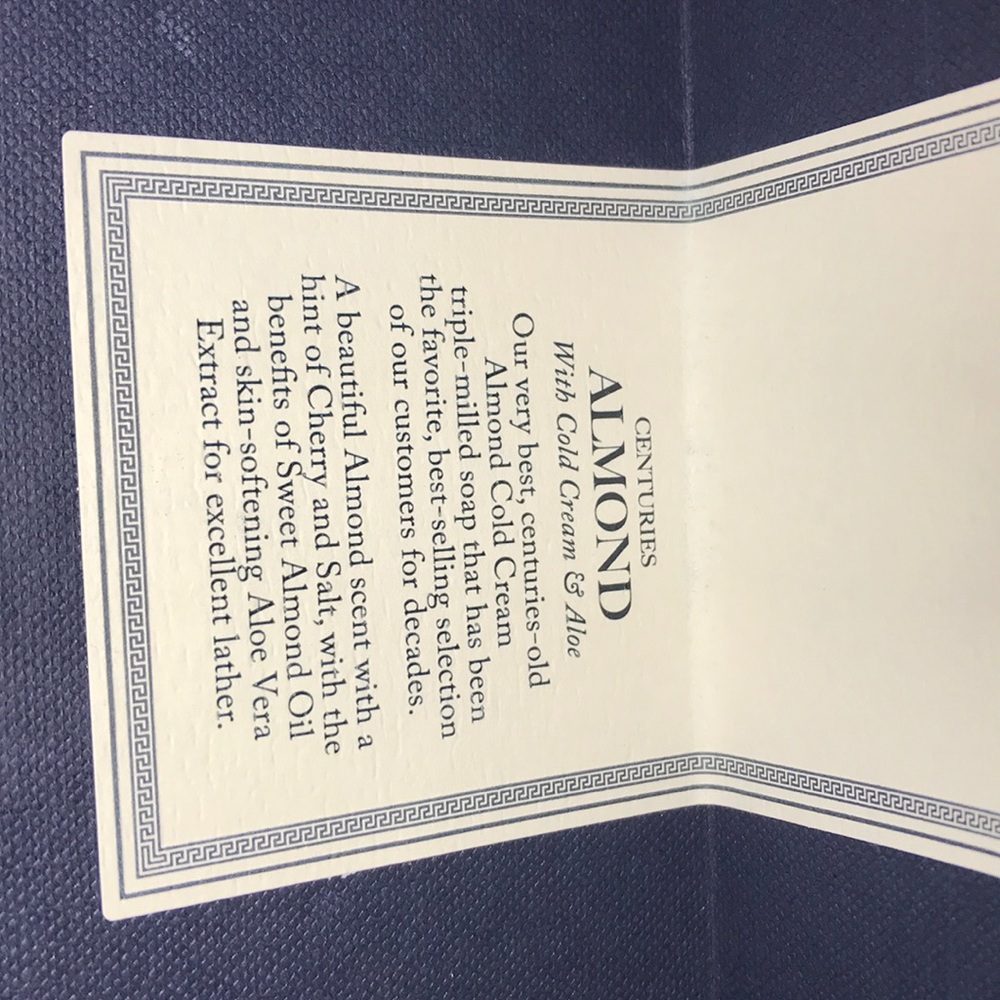 CENTURIES
ALMOND
With Cold Cream & Aloe
Our very best, centuries-old
Almond Cold Cream
triple-milled soap that has been
the favorite, best-selling selection
of our customers for decades.
A beautiful Almond scent with a
hint of Cherry and Salt, with the
benefits of Sweet Almond Oil
and skin-softening Aloe Vera
Extract for excellent lather.